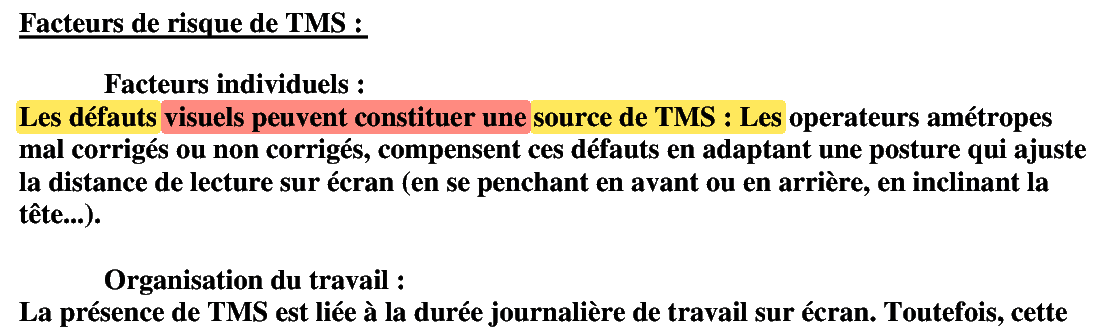 Facteurs de risque de TMS :
Facteurs individuels :
Les défauts visuels peuvent constituer une source de TMS : Les operateurs amétropes
mal corrigés ou non corrigés, compensent ces défauts en adaptant une posture qui ajuste
la distance de lecture sur écran (en se penchant en avant ou en arrière, en inclinant la
tête...).
Organisation du travail :
La présence de TMS est liée à la durée journalière de travail sur écran. Toutefois, cette